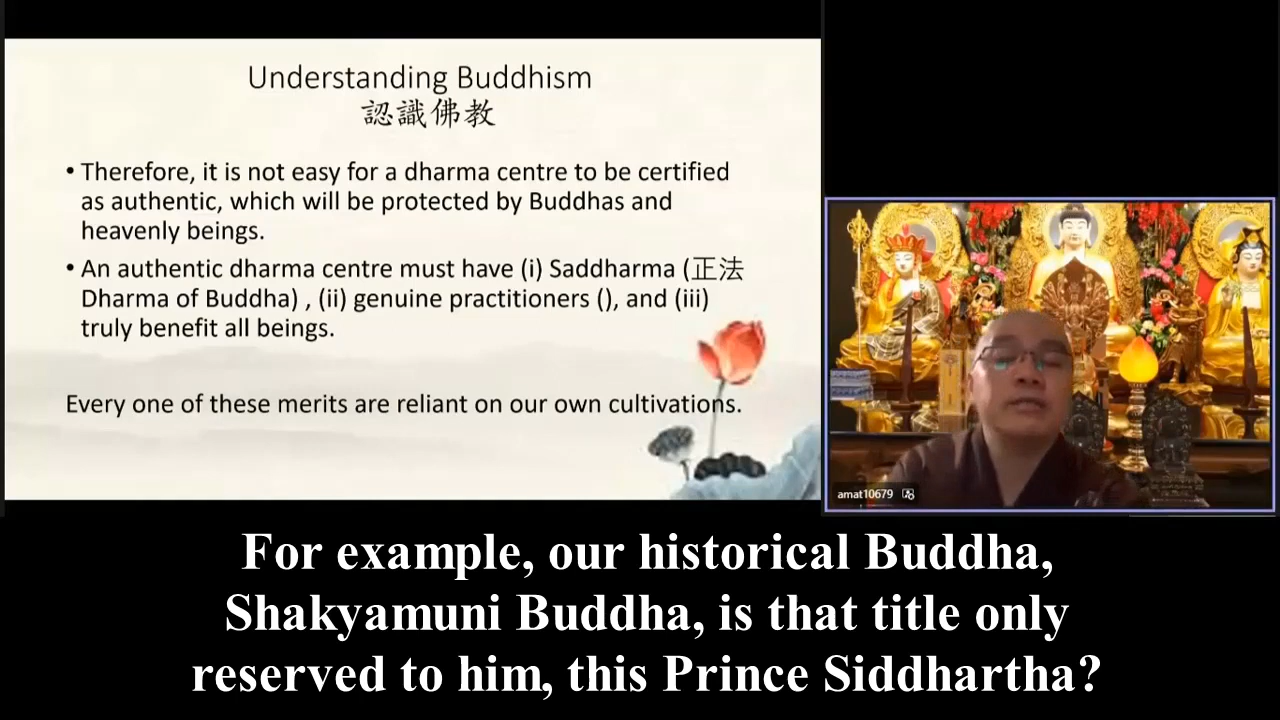 Understanding Buddhism
認識佛教
• Therefore, it is not easy for a dharma centre to be certified
as authentic, which will be protected by Buddhas and
heavenly beings.
• An authentic dharma centre must have (i) Saddharma (正法
Dharma of Buddha) , (ii) genuine practitioners (), and (iii)
truly benefit all beings.
Every one of these merits are reliant on our own cultivations.
amat10679
For example, our historical Buddha,
Shakyamuni Buddha, is that title only
reserved to him, this Prince Siddhartha?